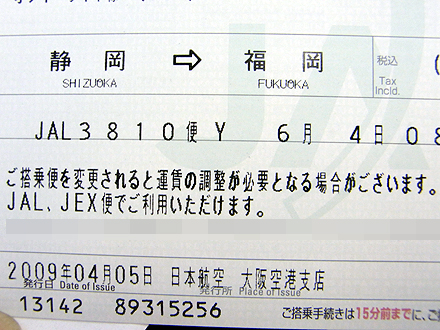 静 岡 ⇨ 福 岡 税込
SHIZUOKA FUKUOKA Tax Incld.
JAL3810便 Y 6月 4日 08
ご搭乗便を変更されると運賃の調整が必要となる場合がございます。
JAL、JEX便でご利用いただけます。
2009年04月05日 日本航空 大阪空港支店
発行日 Date of Issue 発行所 Place of Issue
13142 89315256 ご搭乗手続きは15分前までに、ご